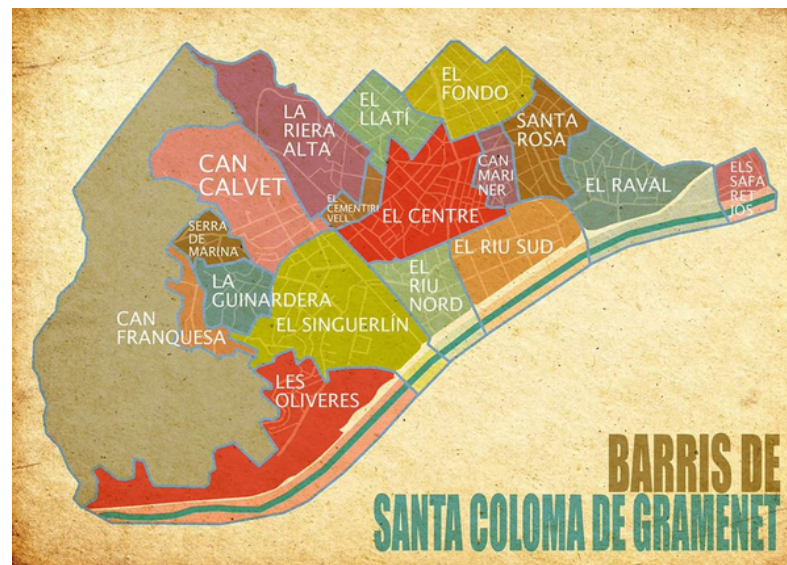 EL
FONDO
EL
LLATÍ
LA
RIERA
ALTA
SANTA
ROSA
CAN
CALVET
CAN
MARI
NER
EL RAVAL
ELS
SAFA
RET
JOS
EL
CEMENTIRI
VELL
EL CENTRE
SERRA
DE
MARINA
EL RIU SUD
EL
RIU
NORD
LA
GUINARDERA
CAN
FRANQUESA
EL SINGUERLÍN
LES
OLIVERES
BARRIS DE
SANTA COLOMA DE GRAMENET